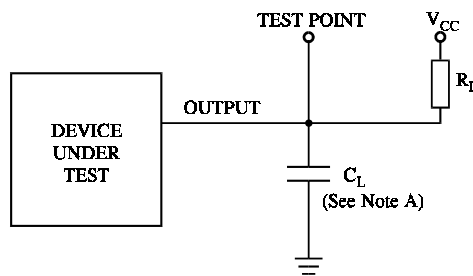 TEST POINT
VCC
RL
OUTPUT
DEVICE
UNDER
TEST
CL
(See Note A)